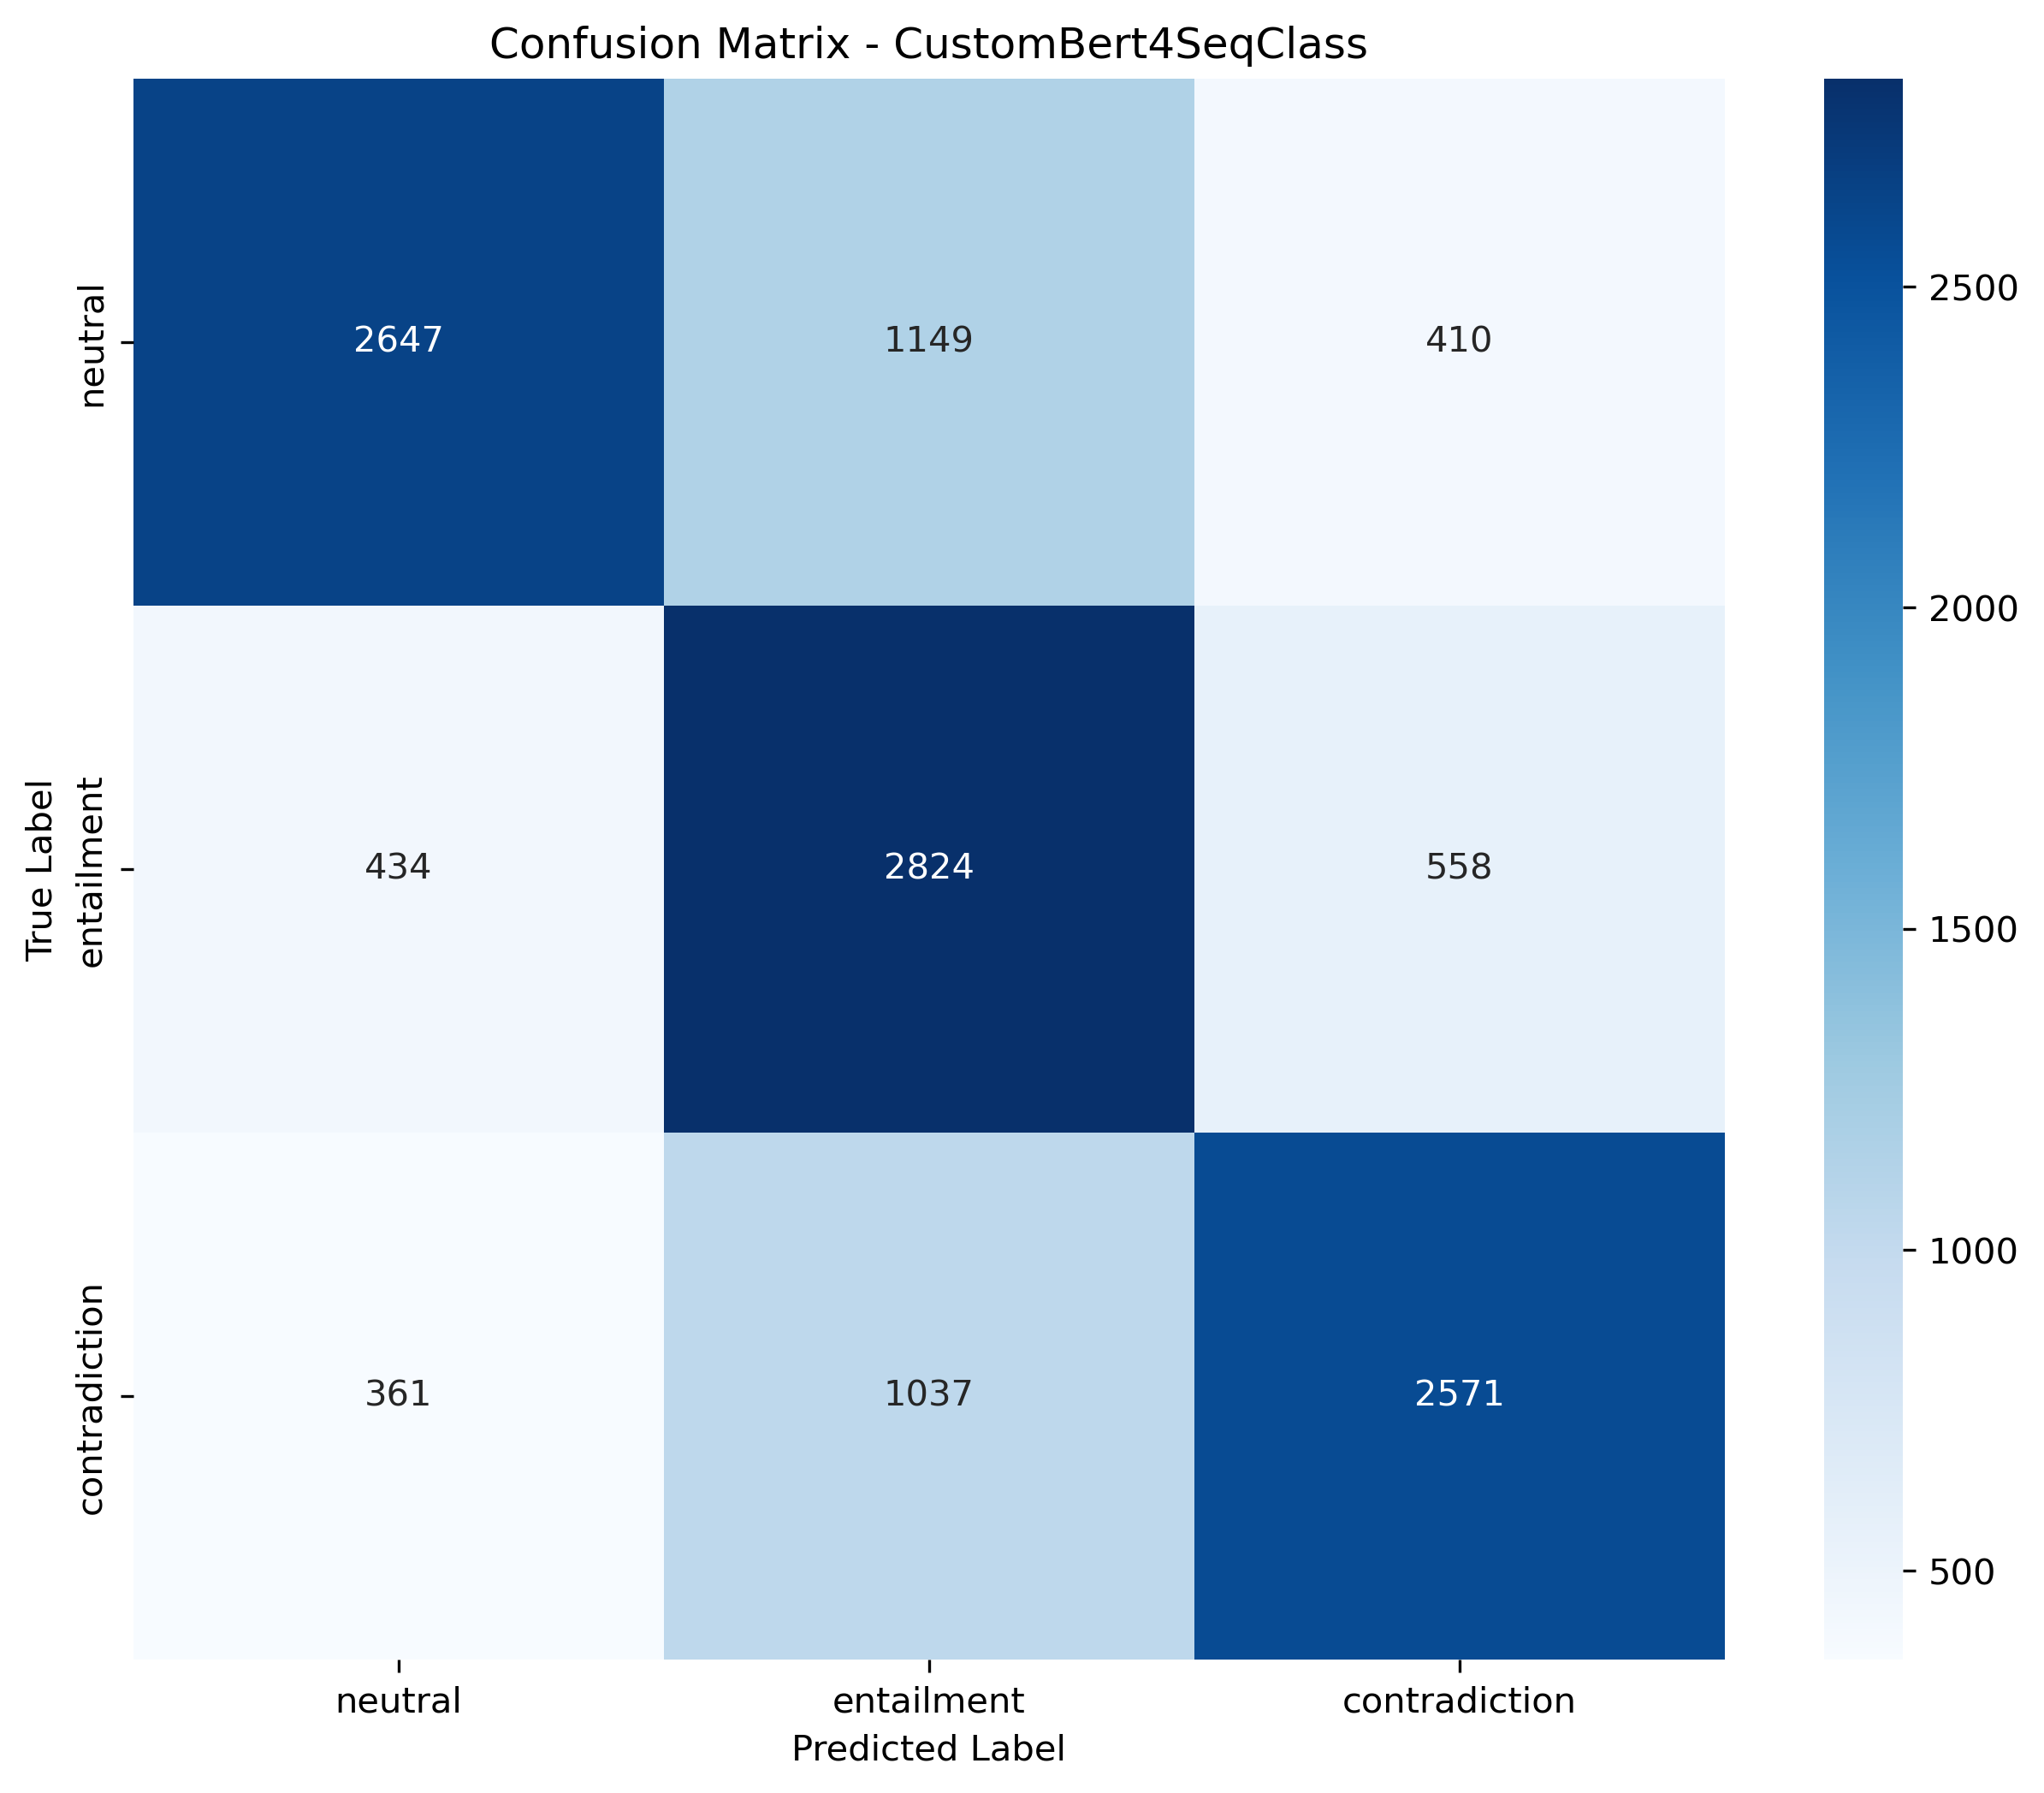 Confusion Matrix - CustomBert4SeqClass
True Label
neutral
2647 1149 410
entailment
434 2824 558
contradiction
361 1037 2571
neutral entailment contradiction
Predicted Label
2500
2000
1500
1000
500